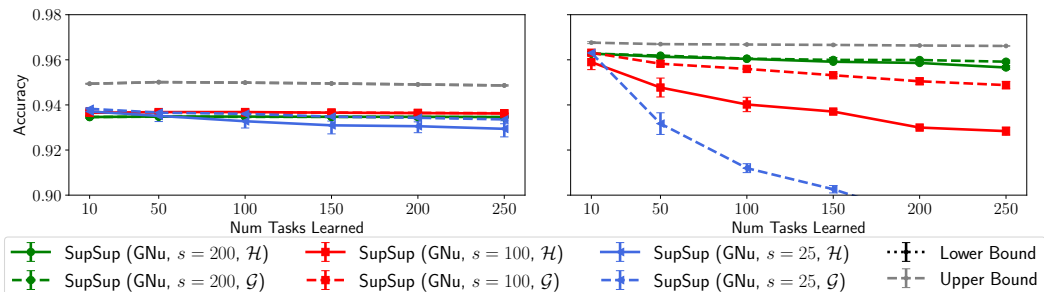 0.98
0.96
0.94
0.92
0.90
Accuracy
10 50 100 150 200 250
Num Tasks Learned
10 50 100 150 200 250
Num Tasks Learned
SupSup (GNu, s = 200, ℋ) SupSup (GNu, s = 100, ℋ) SupSup (GNu, s = 25, ℋ) Lower Bound
SupSup (GNu, s = 200, 𝒢) SupSup (GNu, s = 100, 𝒢) SupSup (GNu, s = 25, 𝒢) Upper Bound